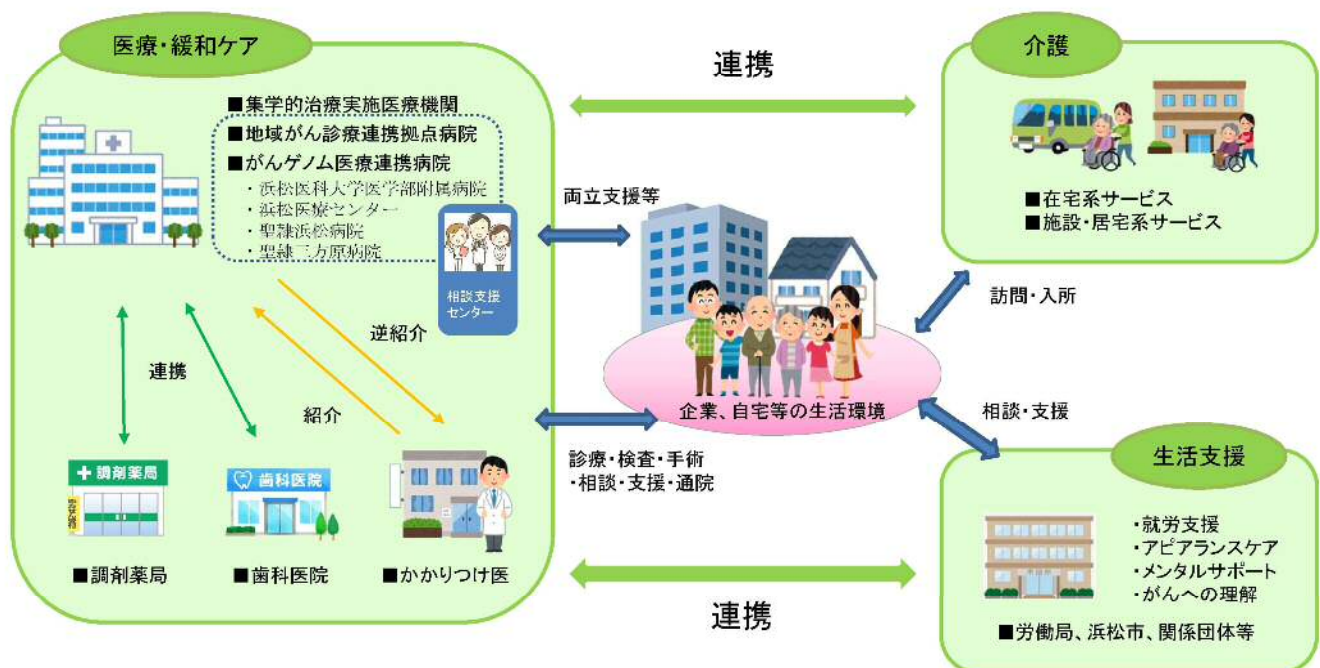 医療・緩和ケア
■集学的治療実施医療機関
■地域がん診療連携拠点病院
■がんゲノム医療連携病院
・浜松医科大学医学部附属病院
・浜松医療センター
・聖隷浜松病院
・聖隷三方原病院
相談支援
センター
連携
逆紹介
紹介
調剤薬局
歯科医院
■調剤薬局
■歯科医院
■かかりつけ医
連携
両立支援等
企業、自宅等の生活環境
診療・検査・手術
・相談・支援・通院
連携
介護
■在宅系サービス
■施設・居宅系サービス
訪問・入所
相談・支援
生活支援
・就労支援
・アピアランスケア
・メンタルサポート
・がんへの理解
■労働局、浜松市、関係団体等